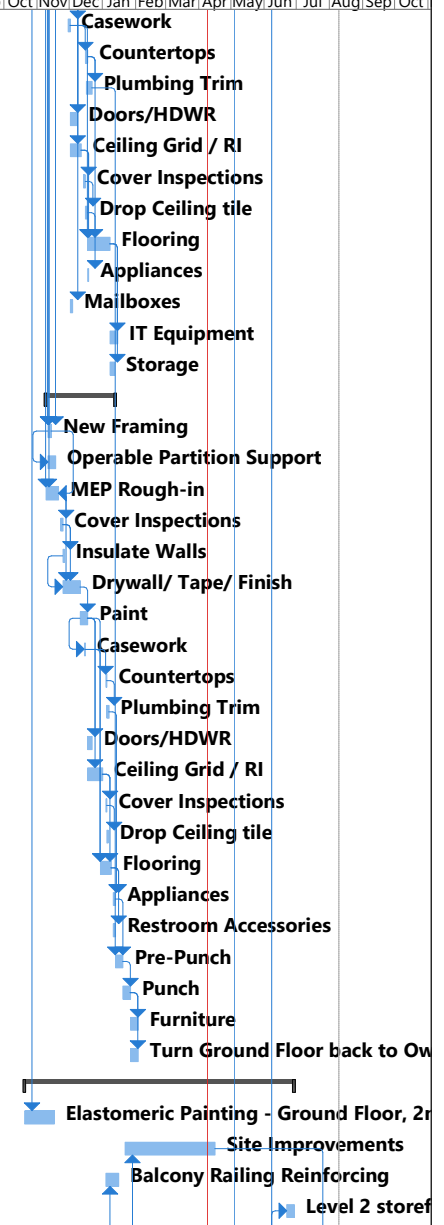 Oct Nov Dec Jan Feb Mar Apr May Jun Jul Aug Sep Oct
Casework
Countertops
Plumbing Trim
Doors/HDWR
Ceiling Grid / RI
Cover Inspections
Drop Ceiling tile
Flooring
Appliances
Mailboxes
IT Equipment
Storage
New Framing
Operable Partition Support
MEP Rough-in
Cover Inspections
Insulate Walls
Drywall/ Tape/ Finish
Paint
Casework
Countertops
Plumbing Trim
Doors/HDWR
Ceiling Grid / RI
Cover Inspections
Drop Ceiling tile
Flooring
Appliances
Restroom Accessories
Pre-Punch
Punch
Furniture
Turn Ground Floor back to Ow
Elastomeric Painting - Ground Floor, 2n
Site Improvements
Balcony Railing Reinforcing
Level 2 storef